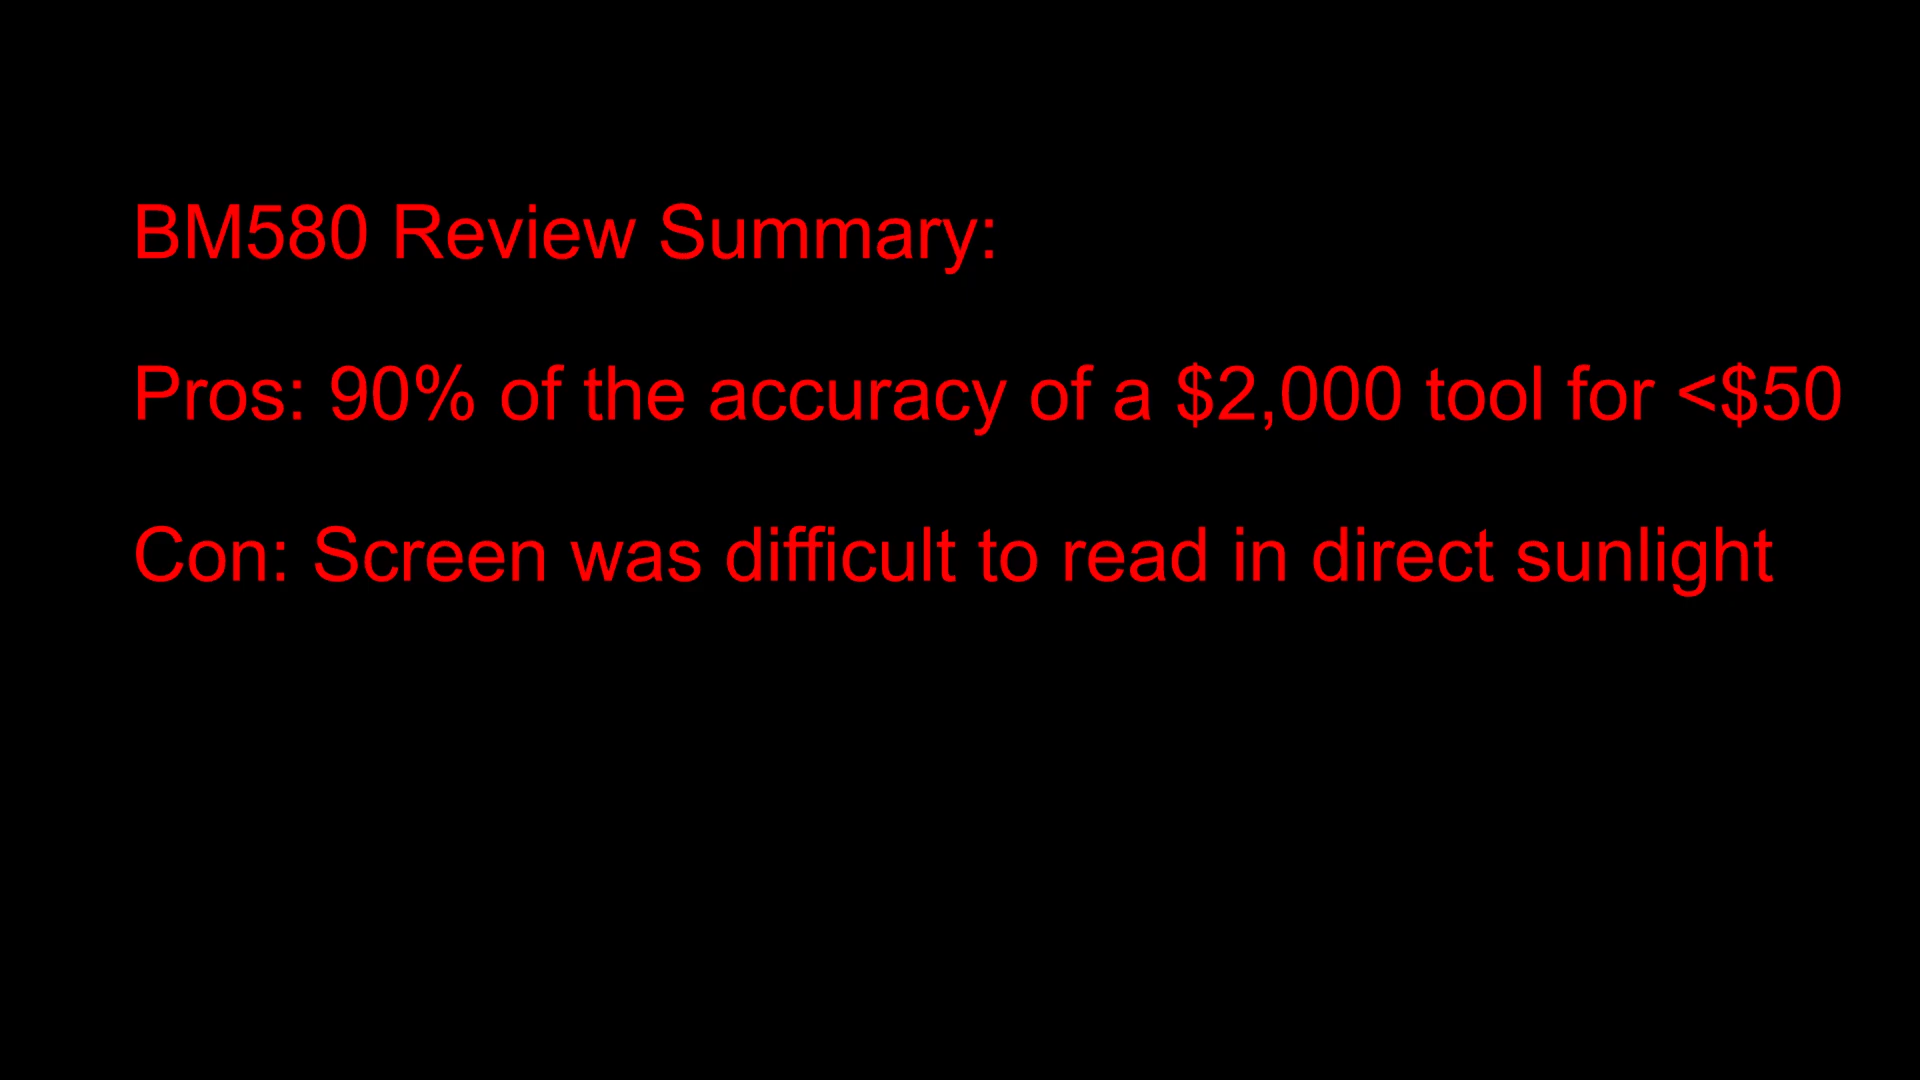 BM580 Review Summary:
Pros: 90% of the accuracy of a $2,000 tool for <$50
Con: Screen was difficult to read in direct sunlight